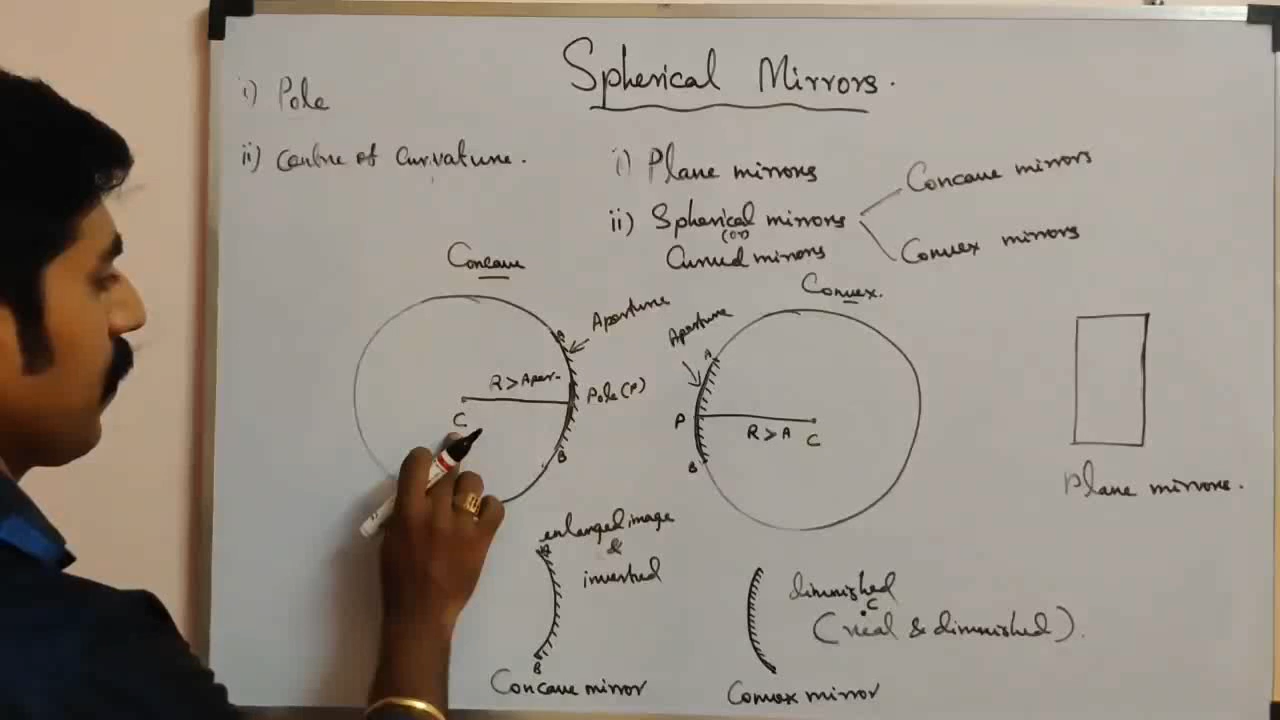 Spherical Mirrors.
i) Pole
ii) Centre of Curvature.
i) Plane mirrors
ii) Spherical mirrors
(or)
Curved mirrors
Concave mirrors
Convex mirrors
Concave
Aperture
A
R > Aper-
Pole (P)
C
B
Convex.
Aperture
A
P
R > A
C
B
Plane mirrors.
enlarged image
&
inverted
A
B
Concave mirror
diminished
C
(real & diminished).
Convex mirror